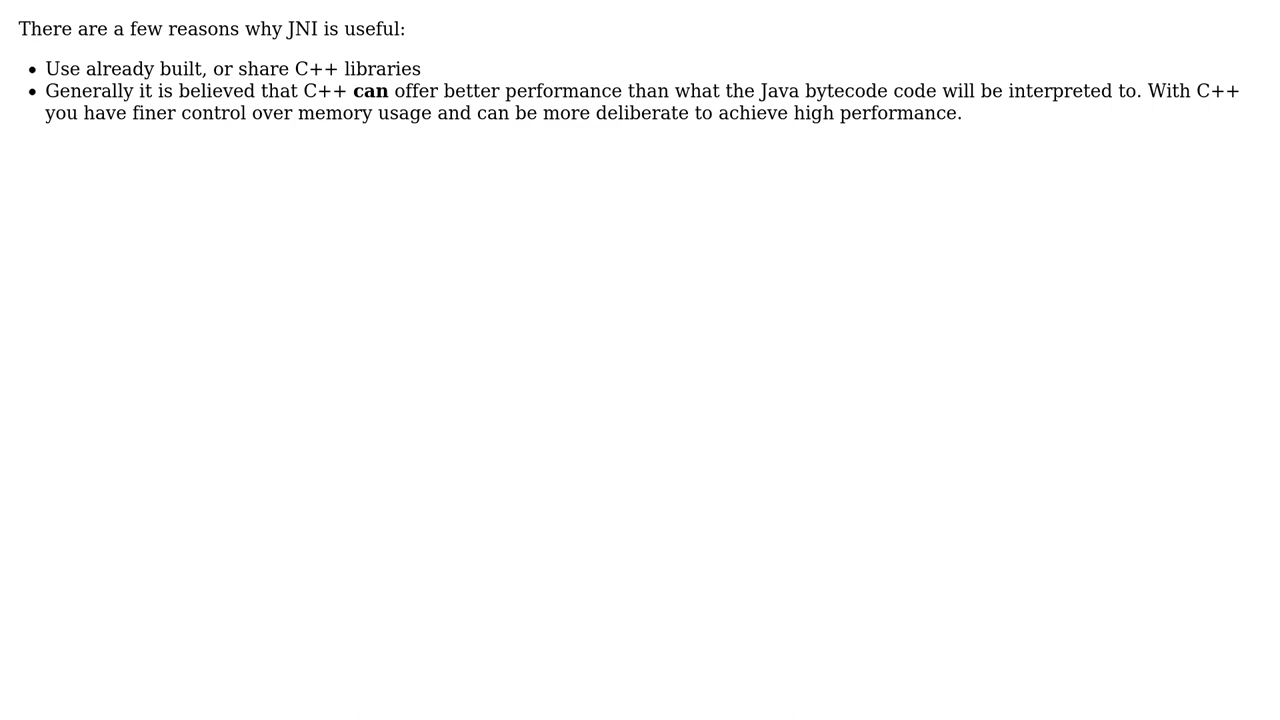 There are a few reasons why JNI is useful:
• Use already built, or share C++ libraries
• Generally it is believed that C++ can offer better performance than what the Java bytecode code will be interpreted to. With C++
you have finer control over memory usage and can be more deliberate to achieve high performance.